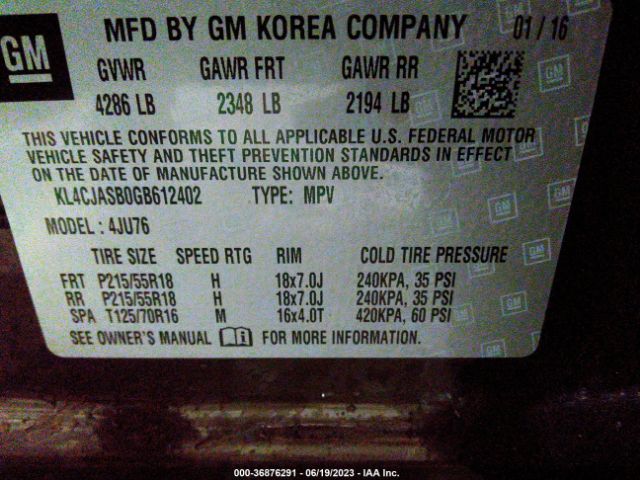 GM
MFD BY GM KOREA COMPANY 01/16
GVWR GAWR FRT GAWR RR
4286 LB 2348 LB 2194 LB
THIS VEHICLE CONFORMS TO ALL APPLICABLE U.S. FEDERAL MOTOR
VEHICLE SAFETY AND THEFT PREVENTION STANDARDS IN EFFECT
ON THE DATE OF MANUFACTURE SHOWN ABOVE.
KL4CJASB0GB612402 TYPE: MPV
MODEL: 4JU76
TIRE SIZE SPEED RTG RIM COLD TIRE PRESSURE
FRT P215/55R18 H 18x7.0J 240KPA, 35 PSI
RR P215/55R18 H 18x7.0J 240KPA, 35 PSI
SPA T125/70R16 M 16x4.0T 420KPA, 60 PSI
SEE OWNER'S MANUAL FOR MORE INFORMATION.
000-36876291 - 06/19/2023 - IAA Inc.